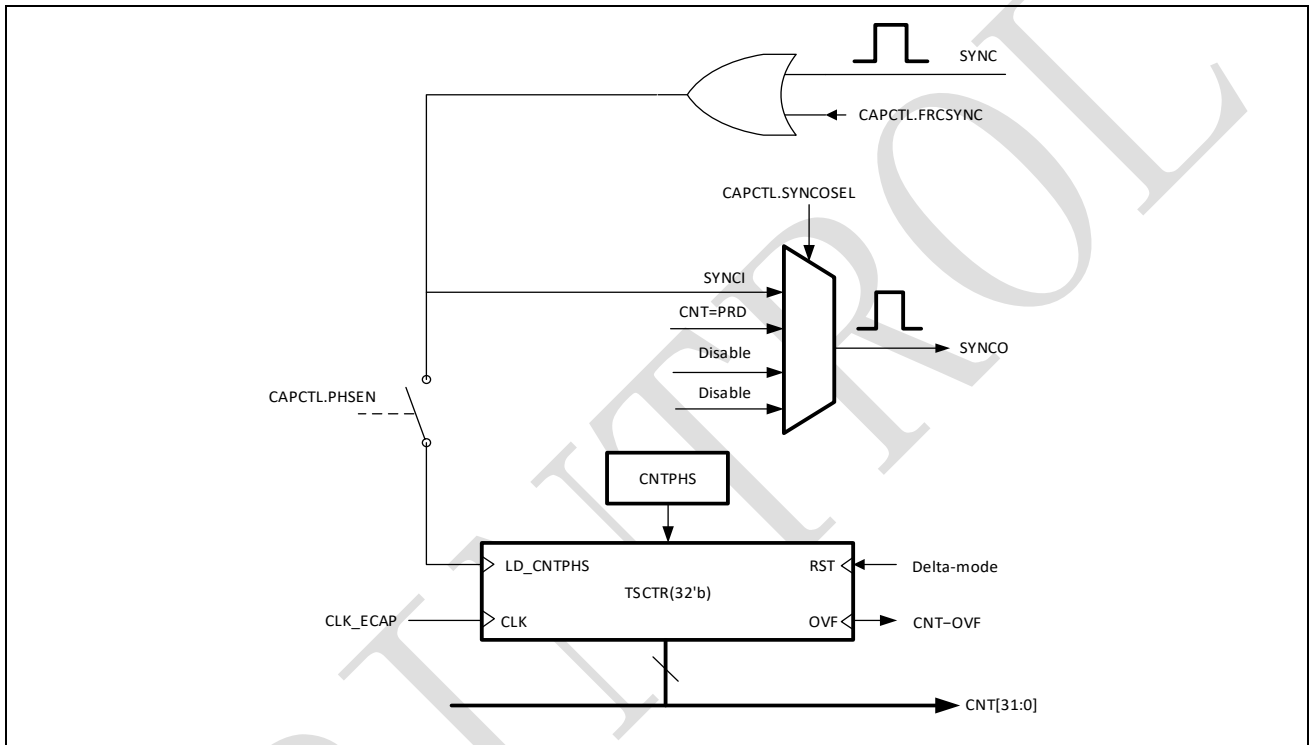 SYNC
CAPCTL.FRCSYNC
CAPCTL.SYNCOSEL
SYNCI
CNT=PRD
SYNCO
Disable
Disable
CAPCTL.PHSEN
CNTPHS
LD_CNTPHS
RST
Delta-mode
TSCTR(32'b)
CLK_ECAP
CLK
OVF
CNT–OVF
CNT[31:0]